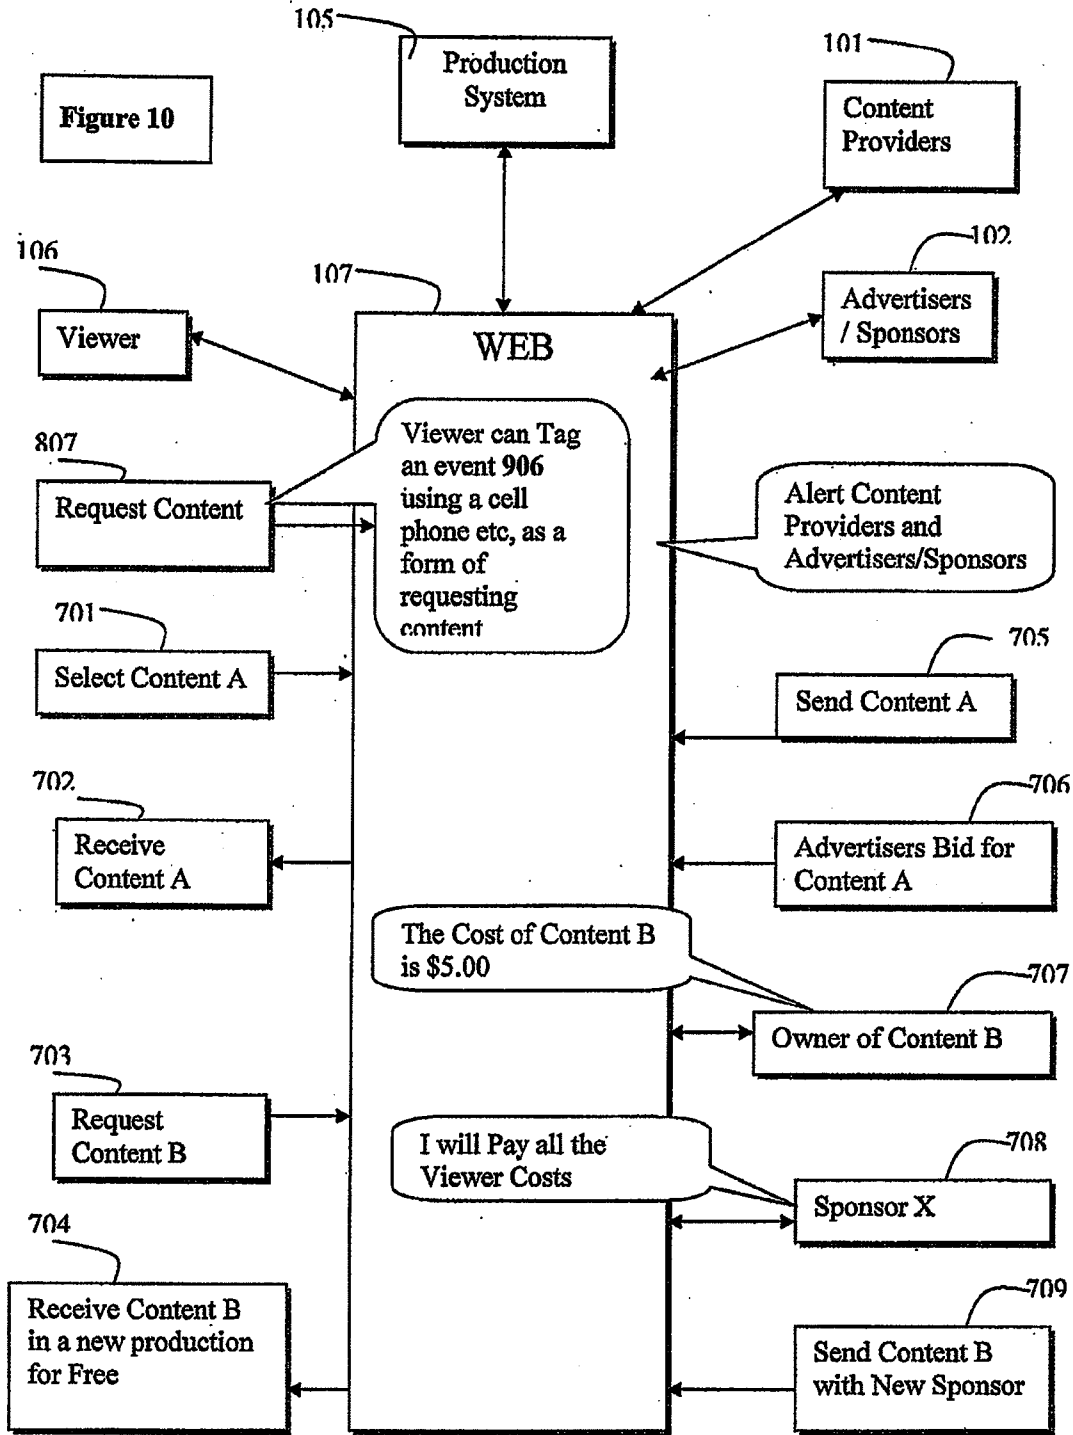 105
Production
System
101
Content
Providers
Figure 10
106
Viewer
107
WEB
102
Advertisers
/ Sponsors
807
Request Content
Viewer can Tag
an event 906
using a cell
phone etc, as a
form of
requesting
content
Alert Content
Providers and
Advertisers/Sponsors
701
Select Content A
705
Send Content A
702
Receive
Content A
706
Advertisers Bid for
Content A
The Cost of Content B
is $5.00
707
Owner of Content B
703
Request
Content B
I will Pay all the
Viewer Costs
708
Sponsor X
704
Receive Content B
in a new production
for Free
709
Send Content B
with New Sponsor